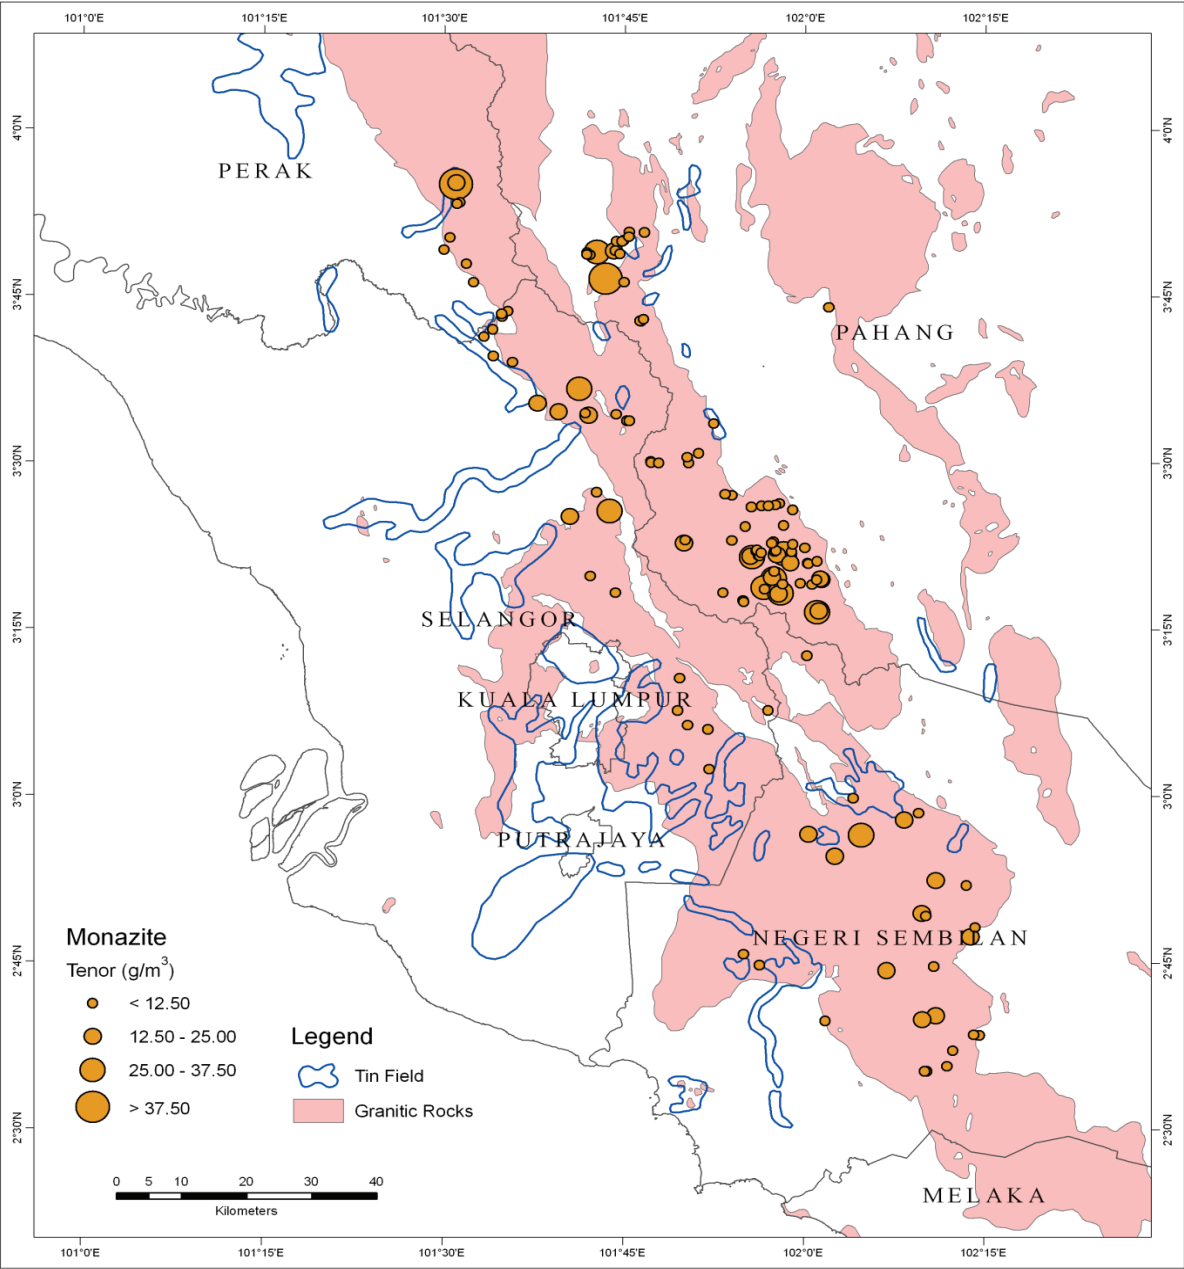 101°0'E 101°15'E 101°30'E 101°45'E 102°0'E 102°15'E
4°0'N 4°0'N
PERAK
3°45'N 3°45'N
PAHANG
3°30'N 3°30'N
SELANGOR
3°15'N 3°15'N
KUALA LUMPUR
3°0'N 3°0'N
PUTRAJAYA
NEGERI SEMBILAN
2°45'N 2°45'N
Monazite
Tenor (g/m³)
< 12.50
12.50 - 25.00
25.00 - 37.50
> 37.50
Legend
Tin Field
Granitic Rocks
2°30'N 2°30'N
MELAKA
0 5 10 20 30 40
Kilometers
101°0'E 101°15'E 101°30'E 101°45'E 102°0'E 102°15'E